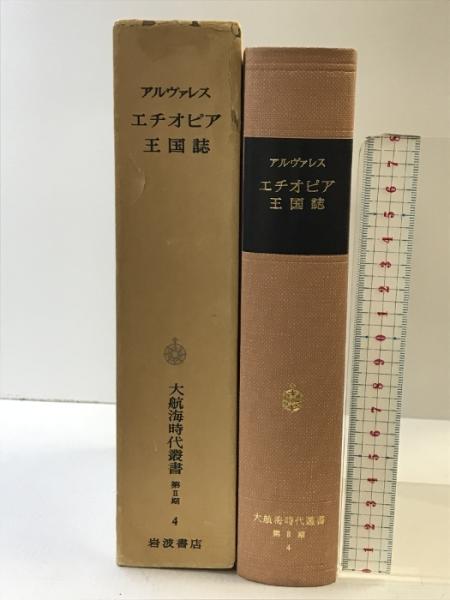 アルヴァレス
エチオピア
王国誌
大航海時代叢書
第Ⅱ期
4
岩波書店
アルヴァレス
エチオピア
王国誌
大航海時代叢書
第Ⅱ期
4